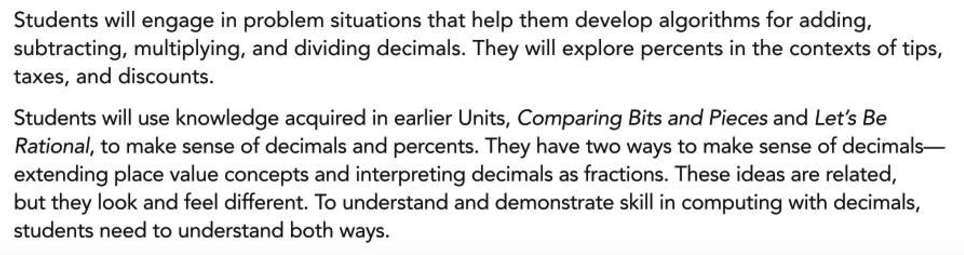 Students will engage in problem situations that help them develop algorithms for adding,
subtracting, multiplying, and dividing decimals. They will explore percents in the contexts of tips,
taxes, and discounts.
Students will use knowledge acquired in earlier Units, Comparing Bits and Pieces and Let's Be
Rational, to make sense of decimals and percents. They have two ways to make sense of decimals—
extending place value concepts and interpreting decimals as fractions. These ideas are related,
but they look and feel different. To understand and demonstrate skill in computing with decimals,
students need to understand both ways.